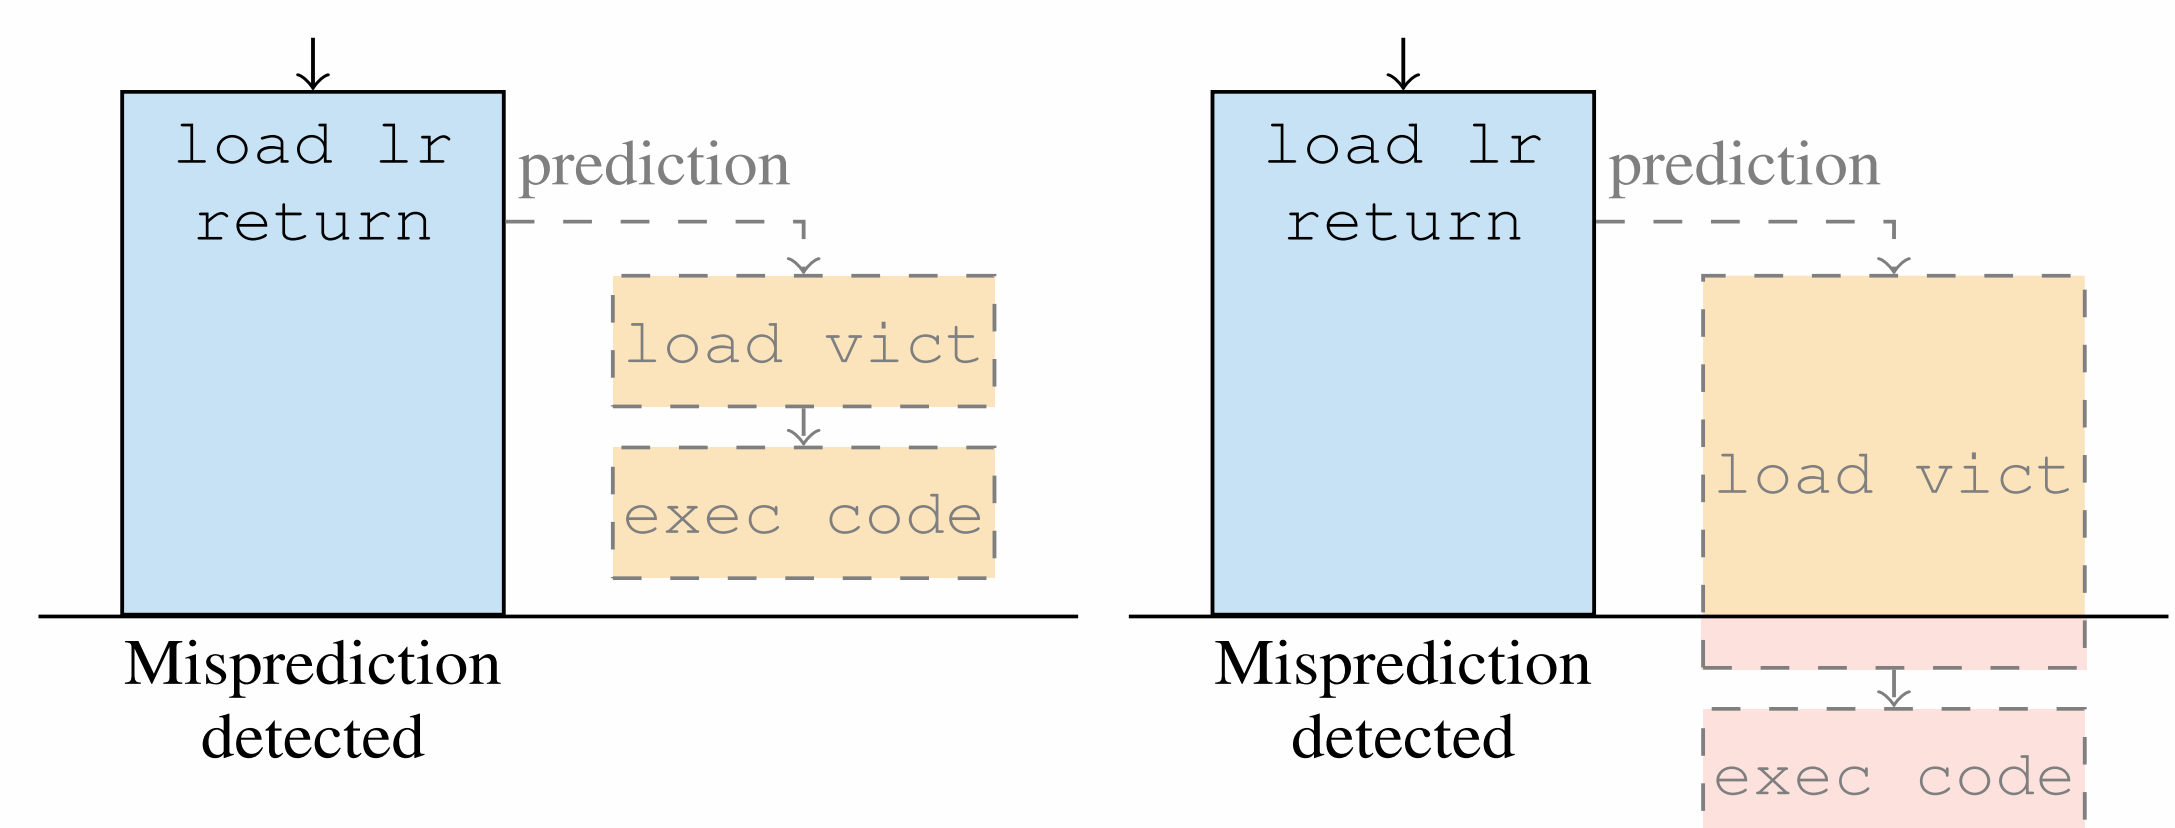 load lr
return
prediction
load vict
exec code
Misprediction
detected
load lr
return
prediction
load vict
Misprediction
detected
exec code